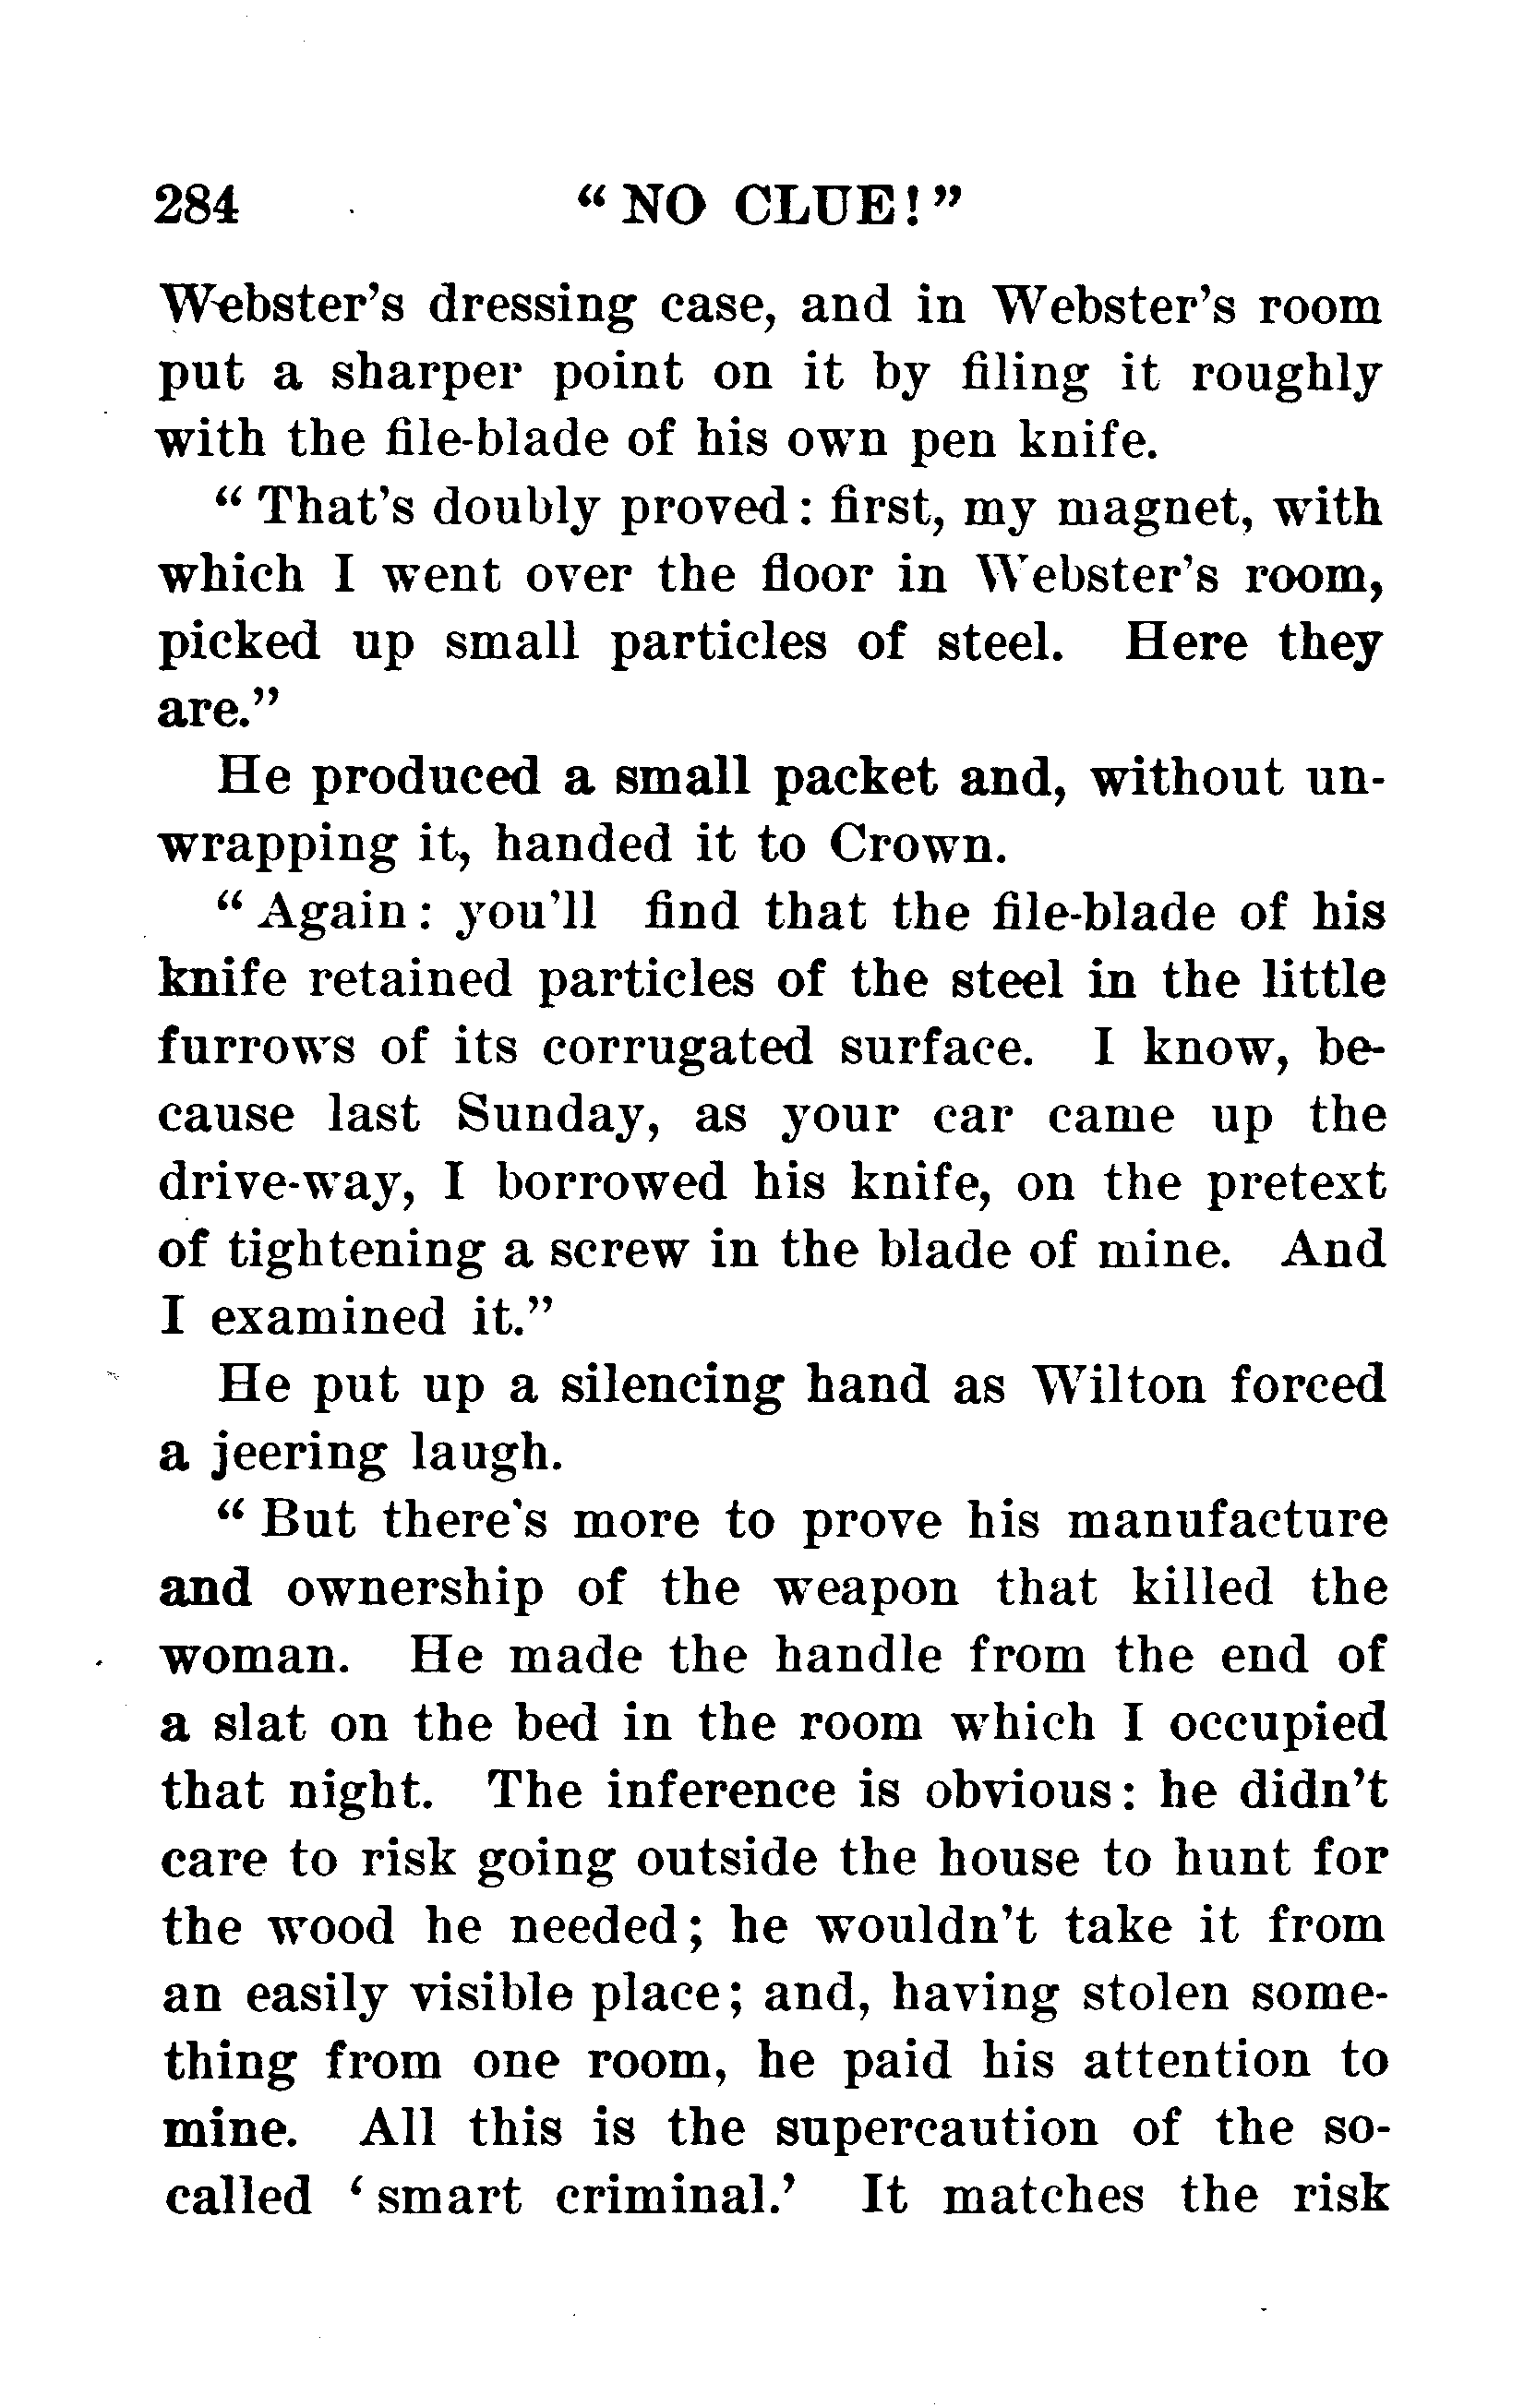 284 “ NO CLUE! ”
Webster’s dressing case, and in Webster’s room
put a sharper point on it by filing it roughly
with the file-blade of his own pen knife.
“ That’s doubly proved : first, my magnet, with
which I went over the floor in Webster’s room,
picked up small particles of steel. Here they
are.”
He produced a small packet and, without un-
wrapping it, handed it to Crown.
“ Again : you’ll find that the file-blade of his
knife retained particles of the steel in the little
furrows of its corrugated surface. I know, be-
cause last Sunday, as your car came up the
drive-way, I borrowed his knife, on the pretext
of tightening a screw in the blade of mine. And
I examined it.”
He put up a silencing hand as Wilton forced
a jeering laugh.
“ But there’s more to prove his manufacture
and ownership of the weapon that killed the
woman. He made the handle from the end of
a slat on the bed in the room which I occupied
that night. The inference is obvious : he didn’t
care to risk going outside the house to hunt for
the wood he needed ; he wouldn’t take it from
an easily visible place ; and, having stolen some-
thing from one room, he paid his attention to
mine. All this is the supercaution of the so-
called ‘ smart criminal.’ It matches the risk